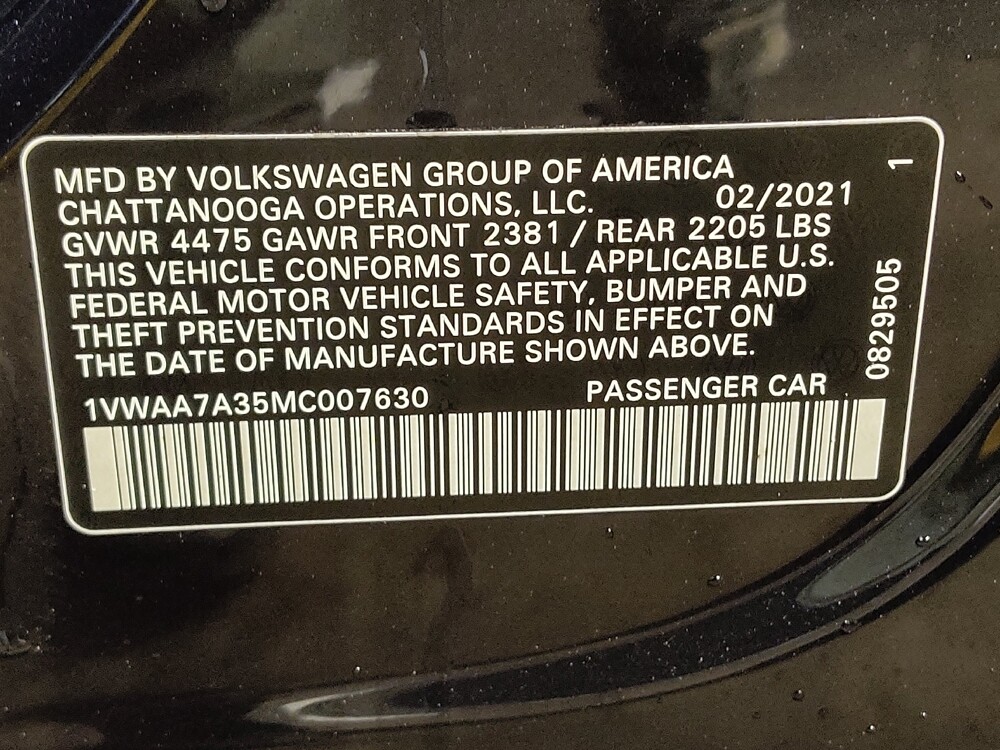 MFD BY VOLKSWAGEN GROUP OF AMERICA
CHATTANOOGA OPERATIONS, LLC. 02/2021
GVWR 4475 GAWR FRONT 2381 / REAR 2205 LBS
THIS VEHICLE CONFORMS TO ALL APPLICABLE U.S.
FEDERAL MOTOR VEHICLE SAFETY, BUMPER AND
THEFT PREVENTION STANDARDS IN EFFECT ON
THE DATE OF MANUFACTURE SHOWN ABOVE.
1VWAA7A35MC007630 PASSENGER CAR
0829505 1